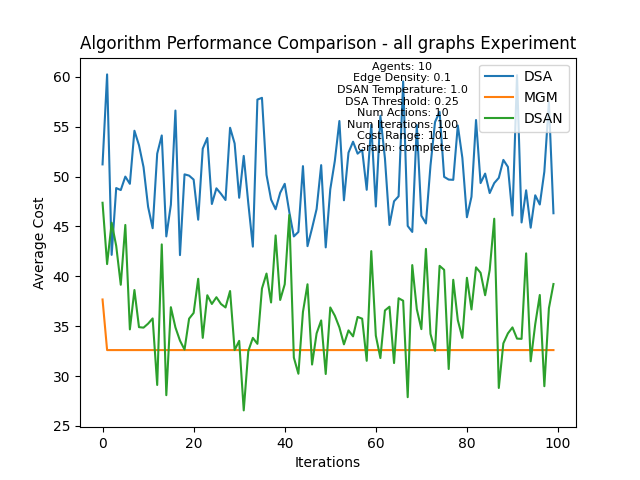 Algorithm Performance Comparison - all graphs Experiment
Agents: 10
Edge Density: 0.1
DSAN Temperature: 1.0
DSA Threshold: 0.25
Num Actions: 10
Num Iterations: 100
Cost Range: 101
Graph: complete
DSA
MGM
DSAN
Average Cost
60
55
50
45
40
35
30
25
0
20
40
60
80
100
Iterations